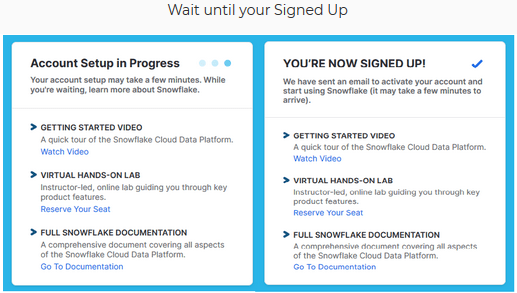 Wait until your Signed Up
Account Setup in Progress
Your account setup may take a few minutes. While
you're waiting, learn more about Snowflake.
GETTING STARTED VIDEO
A quick tour of the Snowflake Cloud Data Platform.
Watch Video
VIRTUAL HANDS-ON LAB
Instructor-led, online lab guiding you through key
product features.
Reserve Your Seat
FULL SNOWFLAKE DOCUMENTATION
A comprehensive document covering all aspects
of the Snowflake Cloud Data Platform.
Go To Documentation
YOU'RE NOW SIGNED UP!
We have sent an email to activate your account and
start using Snowflake (it may take a few minutes to
arrive).
GETTING STARTED VIDEO
A quick tour of the Snowflake Cloud Data Platform.
Watch Video
VIRTUAL HANDS-ON LAB
Instructor-led, online lab guiding you through key
product features.
Reserve Your Seat
FULL SNOWFLAKE DOCUMENTATION
A comprehensive document covering all aspects
of the Snowflake Cloud Data Platform.
Go To Documentation